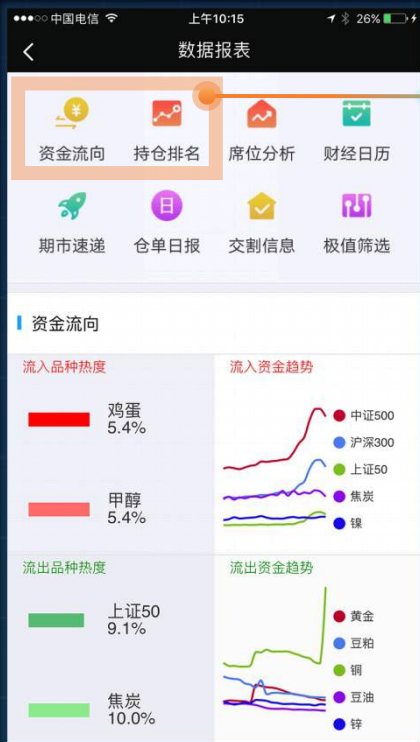 中国电信 上午10:15 26%
数据报表
资金流向 持仓排名 席位分析 财经日历
期市速递 仓单日报 交割信息 极值筛选
资金流向
流入品种热度 流入资金趋势
鸡蛋
5.4%
甲醇
5.4%
中证500
沪深300
上证50
焦炭
镍
流出品种热度 流出资金趋势
上证50
9.1%
焦炭
10.0%
黄金
豆粕
铜
豆油
锌